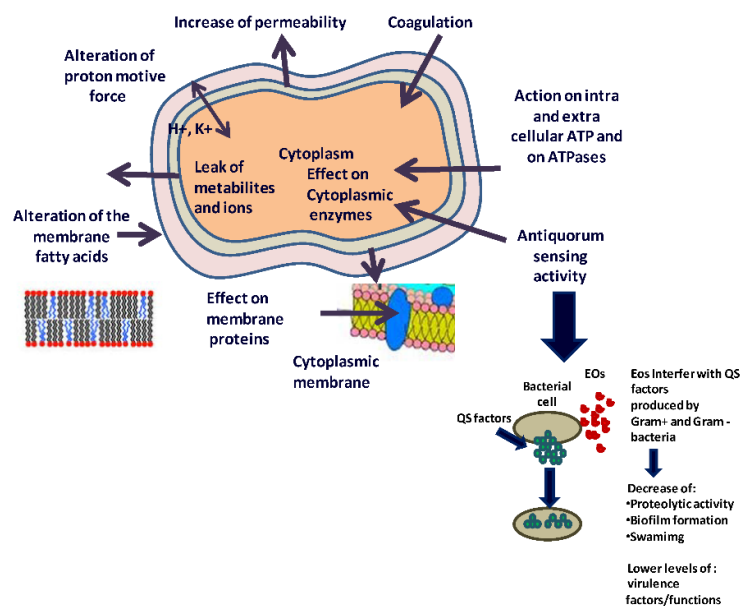 Increase of permeability
Coagulation
Alteration of
proton motive
force
H+, K+
Action on intra
and extra
cellular ATP and
on ATPases
Leak of
metabilites
and ions
Cytoplasm
Effect on
Cytoplasmic
enzymes
Alteration of the
membrane
fatty acids
Antiquorum
sensing
activity
Effect on
membrane
proteins
Cytoplasmic
membrane
Bacterial
cell
EOs
QS factors
Eos Interfer with QS
factors
produced by
Gram+ and Gram -
bacteria
Decrease of:
•Proteolytic activity
•Biofilm formation
•Swamimg
Lower levels of :
virulence
factors/functions